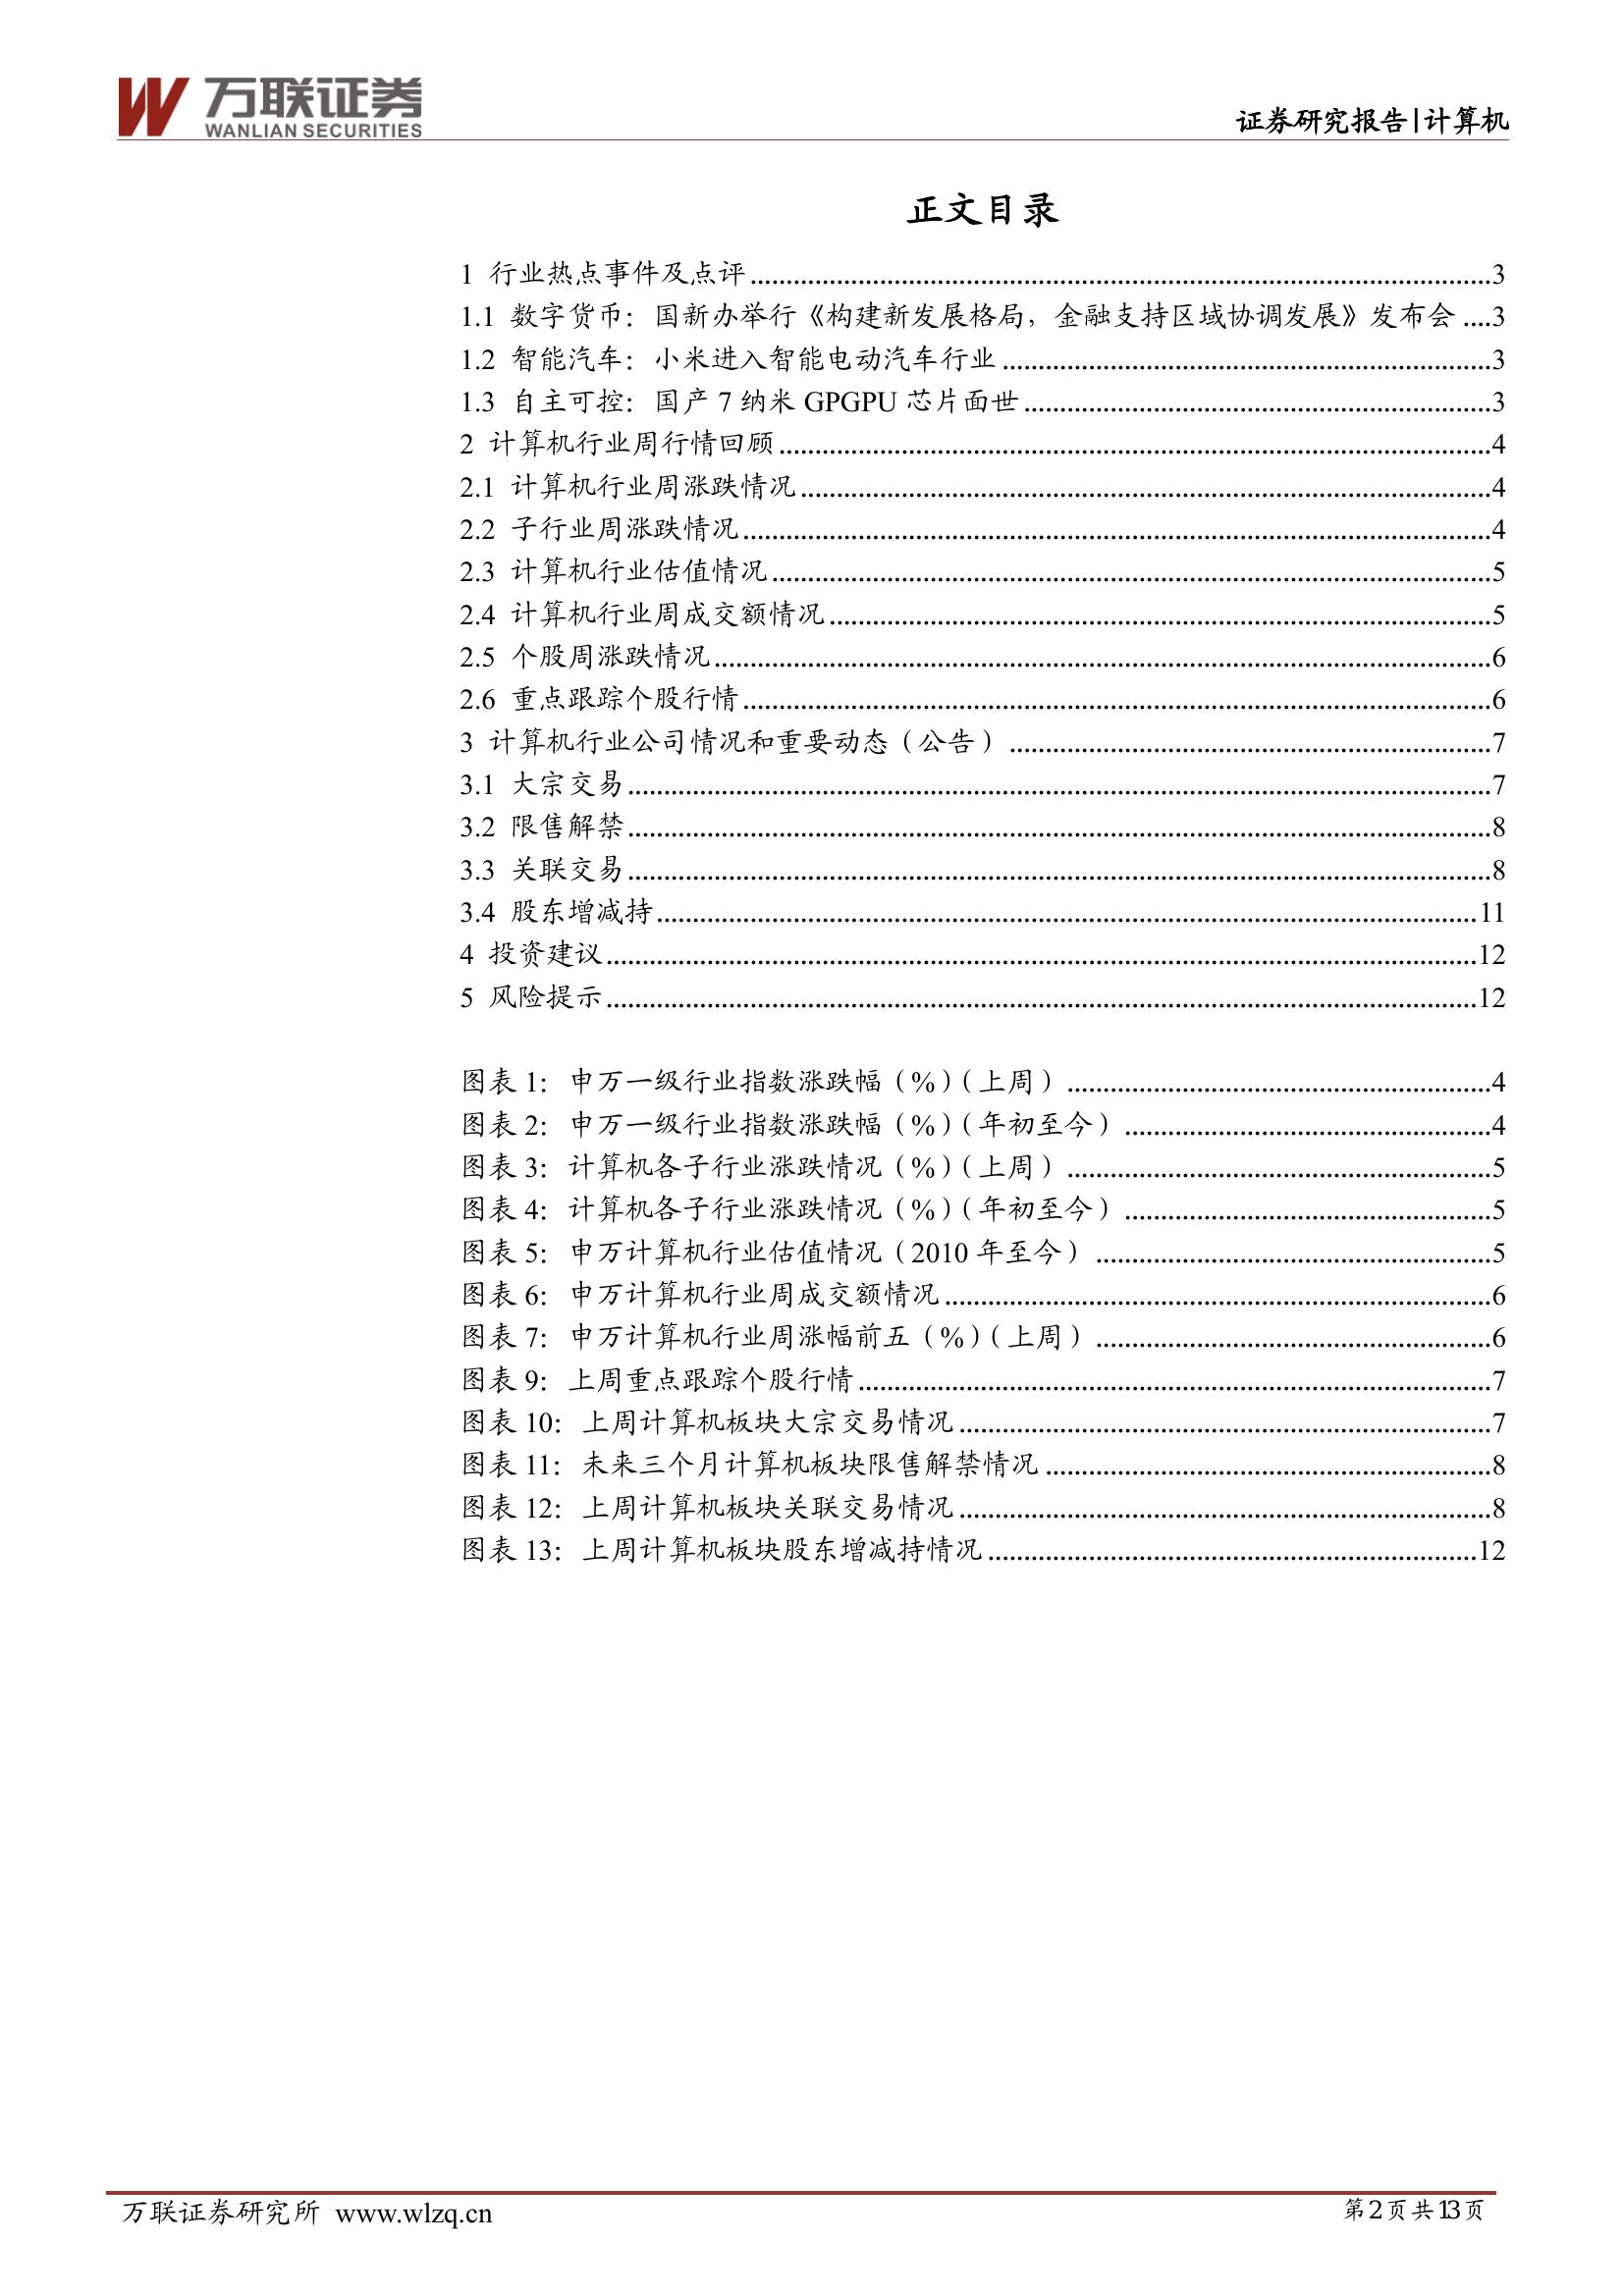 万联证券
WANLIAN SECURITIES
证券研究报告|计算机
正文目录
1 行业热点事件及点评 3
1.1 数字货币：国新办举行《构建新发展格局，金融支持区域协调发展》发布会 3
1.2 智能汽车：小米进入智能电动汽车行业 3
1.3 自主可控：国产 7 纳米 GPGPU 芯片面世 3
2 计算机行业周行情回顾 4
2.1 计算机行业周涨跌情况 4
2.2 子行业周涨跌情况 4
2.3 计算机行业估值情况 5
2.4 计算机行业周成交额情况 5
2.5 个股周涨跌情况 6
2.6 重点跟踪个股行情 6
3 计算机行业公司情况和重要动态（公告） 7
3.1 大宗交易 7
3.2 限售解禁 8
3.3 关联交易 8
3.4 股东增减持 11
4 投资建议 12
5 风险提示 12
图表 1：申万一级行业指数涨跌幅（%）（上周） 4
图表 2：申万一级行业指数涨跌幅（%）（年初至今） 4
图表 3：计算机各子行业涨跌情况（%）（上周） 5
图表 4：计算机各子行业涨跌情况（%）（年初至今） 5
图表 5：申万计算机行业估值情况（2010 年至今） 5
图表 6：申万计算机行业周成交额情况 6
图表 7：申万计算机行业周涨幅前五（%）（上周） 6
图表 9：上周重点跟踪个股行情 7
图表 10：上周计算机板块大宗交易情况 7
图表 11：未来三个月计算机板块限售解禁情况 8
图表 12：上周计算机板块关联交易情况 8
图表 13：上周计算机板块股东增减持情况 12
万联证券研究所 www.wlzq.cn
第 2 页 共 13 页